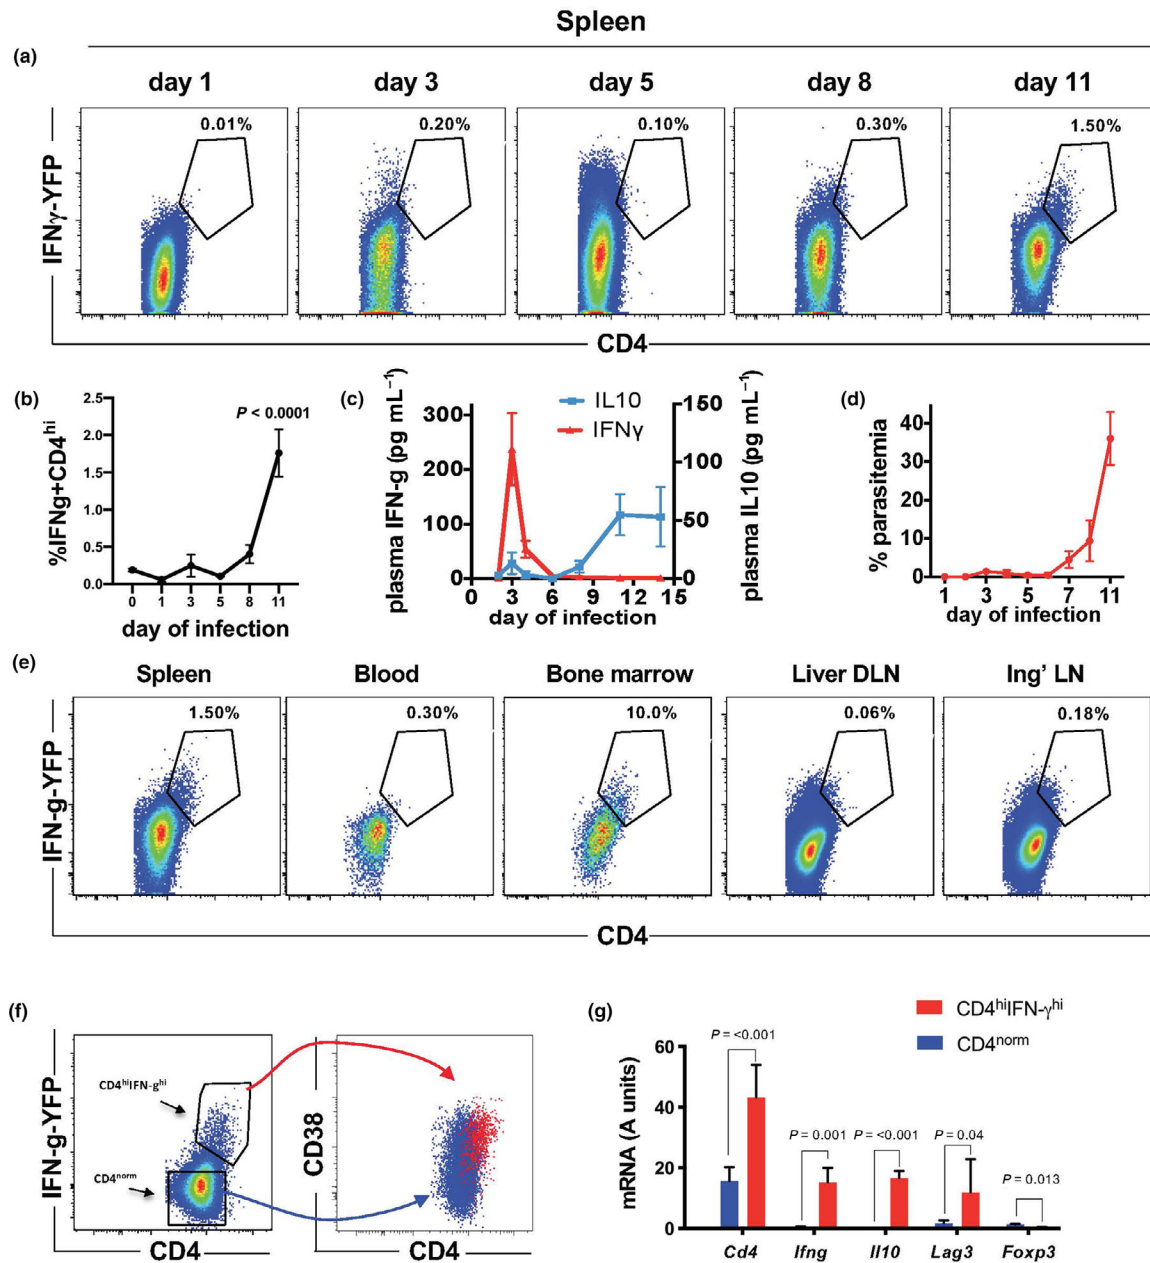 Spleen
(a)
day 1
day 3
day 5
day 8
day 11
0.01%
0.20%
0.10%
0.30%
1.50%
IFNγ-YFP
CD4
(b)
%IFNg+CD4hi
2.5
2.0
1.5
1.0
0.5
0.0
P < 0.0001
0 1 3 5 8 11
day of infection
(c)
plasma IFN-g (pg mL−1)
300
200
100
0
IL10
IFNγ
150
100
50
0
plasma IL10 (pg mL−1)
0 3 6 9 12 15
day of infection
(d)
% parasitemia
40
30
20
10
0
1 3 5 7 11
day of infection
(e)
Spleen
Blood
Bone marrow
Liver DLN
Ing’ LN
1.50%
0.30%
10.0%
0.06%
0.18%
IFN-g-YFP
CD4
(f)
IFN-g-YFP
CD4hiIFN-ghi
CD4norm
CD4
CD38
CD4
(g)
CD4hiIFN-γhi
CD4norm
mRNA (A units)
60
40
20
0
P = <0.001
P = 0.001
P = <0.001
P = 0.04
P = 0.013
Cd4 Ifng Il10 Lag3 Foxp3